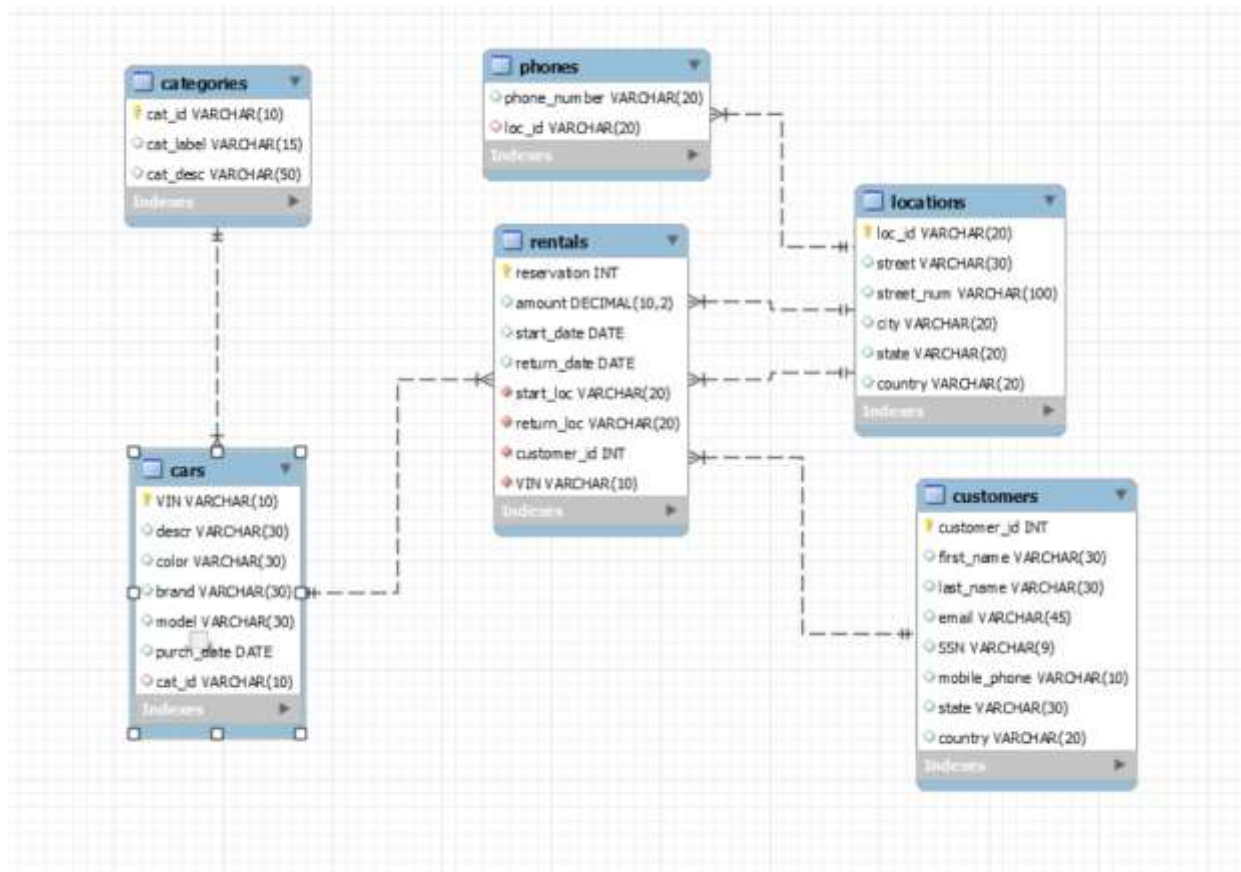 categories
cat_id VARCHAR(10)
cat_label VARCHAR(15)
cat_desc VARCHAR(50)
Indexes
phones
phone_number VARCHAR(20)
loc_id VARCHAR(20)
Indexes
rentals
reservation INT
amount DECIMAL(10,2)
start_date DATE
return_date DATE
start_loc VARCHAR(20)
return_loc VARCHAR(20)
customer_id INT
VIN VARCHAR(10)
Indexes
locations
loc_id VARCHAR(20)
street VARCHAR(30)
street_num VARCHAR(100)
city VARCHAR(20)
state VARCHAR(20)
country VARCHAR(20)
Indexes
cars
VIN VARCHAR(10)
descr VARCHAR(30)
color VARCHAR(30)
brand VARCHAR(30)
model VARCHAR(30)
purch_date DATE
cat_id VARCHAR(10)
Indexes
customers
customer_id INT
first_name VARCHAR(30)
last_name VARCHAR(30)
email VARCHAR(45)
SSN VARCHAR(9)
mobile_phone VARCHAR(10)
state VARCHAR(30)
country VARCHAR(20)
Indexes